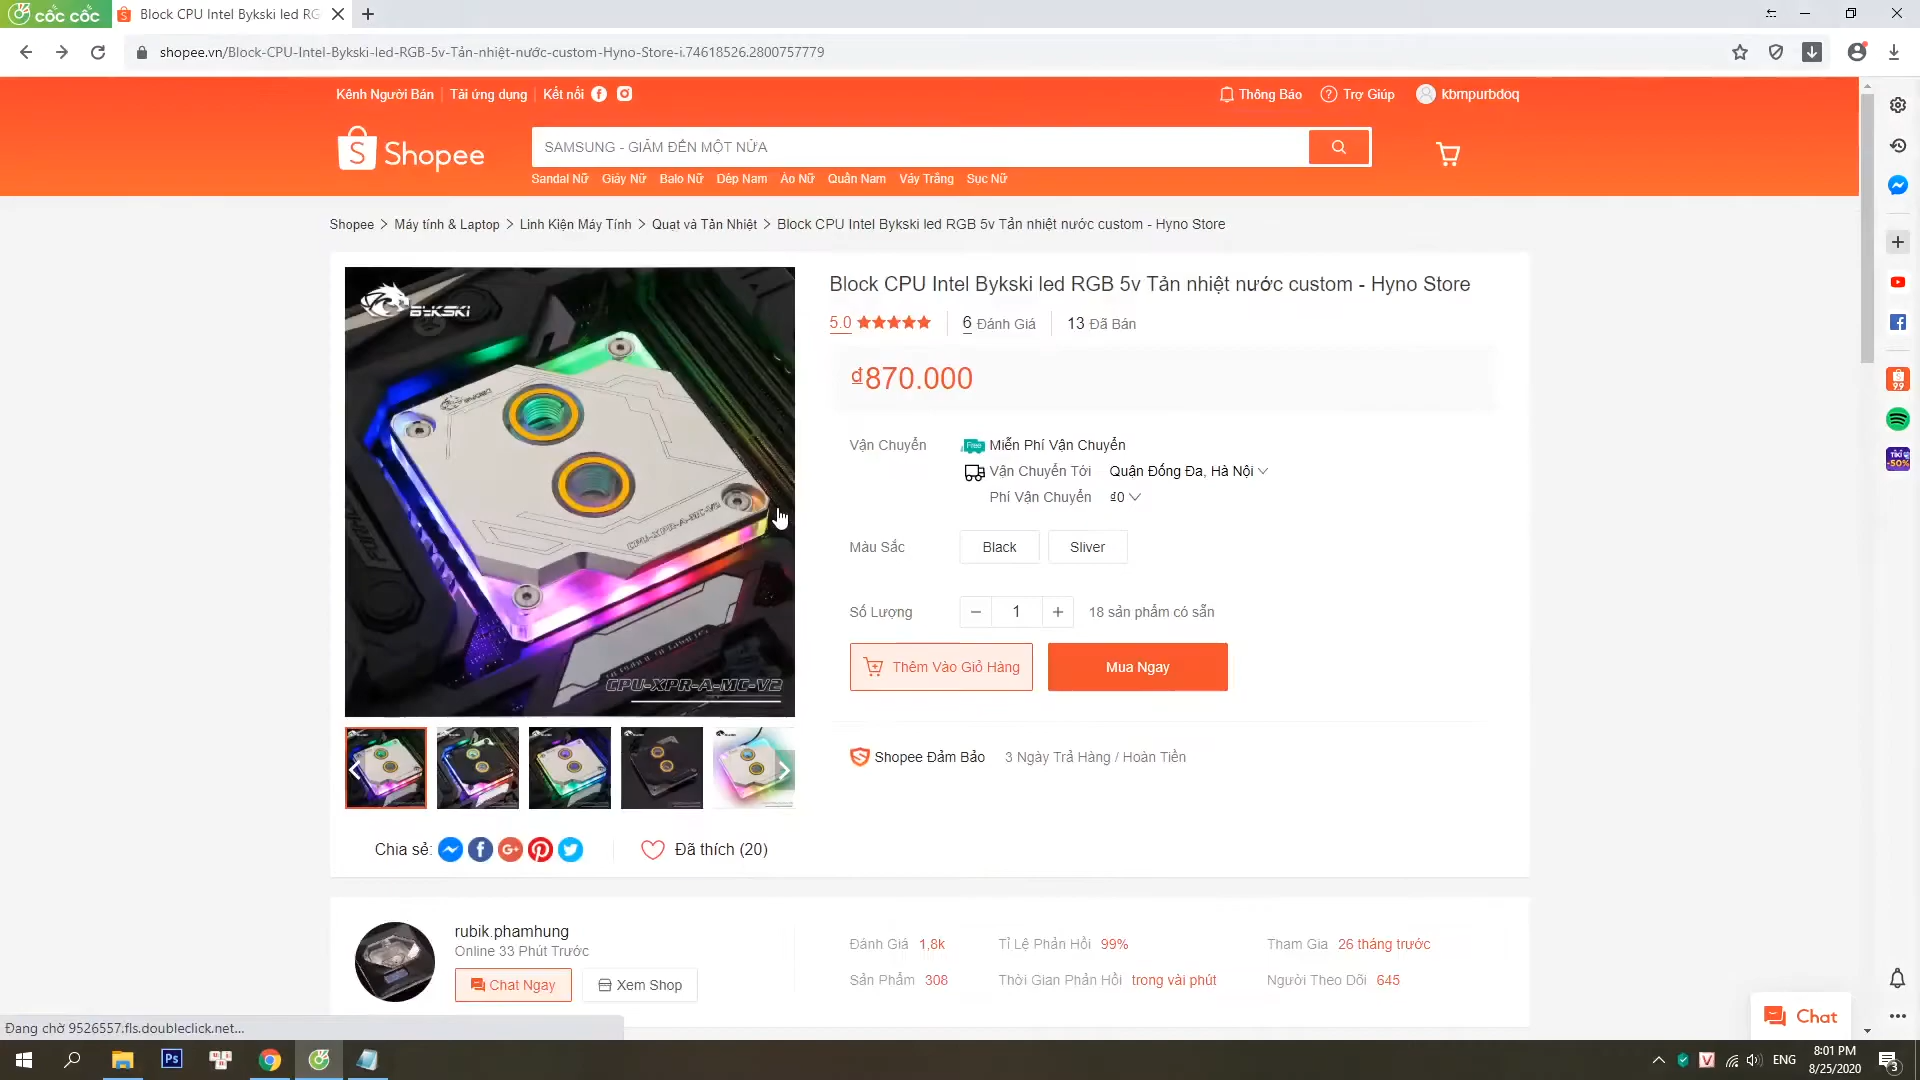 cốc cốc
Block CPU Intel Bykski led RG
shopee.vn/Block-CPU-Intel-Bykski-led-RGB-5v-Tản-nhiệt-nước-custom-Hyno-Store-i.74618526.2800757779
Kênh Người Bán
Tải ứng dụng
Kết nối
Thông Báo
Trợ Giúp
kbmpurbdoq
Shopee
SAMSUNG - GIẢM ĐẾN MỘT NỬA
Sandal Nữ Giày Nữ Balo Nữ Dép Nam Áo Nữ Quần Nam Váy Trắng Sục Nữ
Shopee > Máy tính & Laptop > Linh Kiện Máy Tính > Quạt và Tản Nhiệt > Block CPU Intel Bykski led RGB 5v Tản nhiệt nước custom - Hyno Store
BYKSKI
CPU-XPR-A-MC-V2
CPU-XPR-A-MC-V2
Block CPU Intel Bykski led RGB 5v Tản nhiệt nước custom - Hyno Store
5.0
6 Đánh Giá
13 Đã Bán
₫870.000
Vận Chuyển
Free
Miễn Phí Vận Chuyển
Vận Chuyển Tới Quận Đống Đa, Hà Nội
Phí Vận Chuyển ₫0
Màu Sắc
Black
Sliver
Số Lượng
− 1 +
18 sản phẩm có sẵn
Thêm Vào Giỏ Hàng
Mua Ngay
Shopee Đảm Bảo
3 Ngày Trả Hàng / Hoàn Tiền
Chia sẻ:
Đã thích (20)
rubik.phamhung
Online 33 Phút Trước
Chat Ngay
Xem Shop
Đánh Giá 1,8k
Tỉ Lệ Phản Hồi 99%
Tham Gia 26 tháng trước
Sản Phẩm 308
Thời Gian Phản Hồi trong vài phút
Người Theo Dõi 645
9.9
TIKI
-50%
Chat
Đang chờ 9526557.fls.doubleclick.net...
Ps
V
ENG
8:01 PM
8/25/2020
3